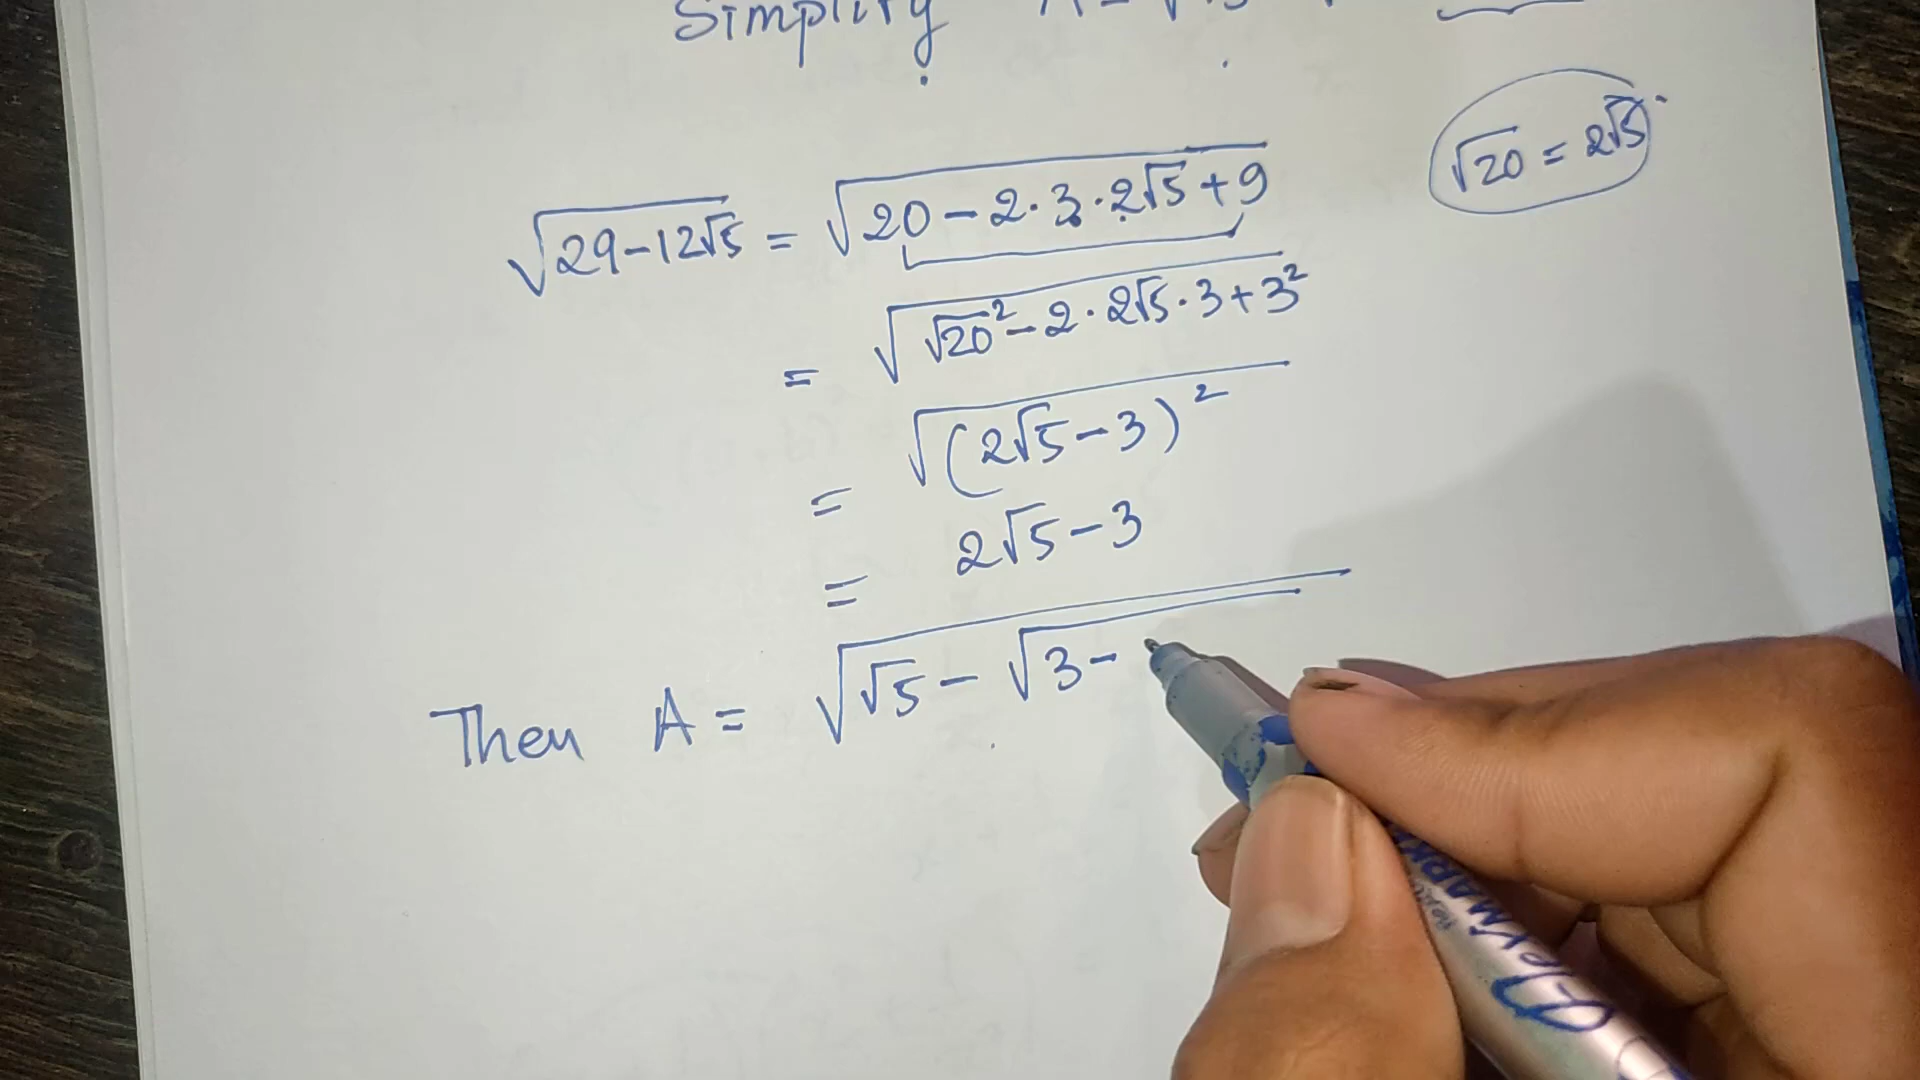 Simplify
√20 = 2√5
√(29-12√5) = √(20 - 2·3·2√5 + 9)
= √(√20² - 2·2√5·3 + 3²)
= √((2√5-3)²)
= 2√5-3
Then A = √(√5 - √(3 -
FLEXMARK